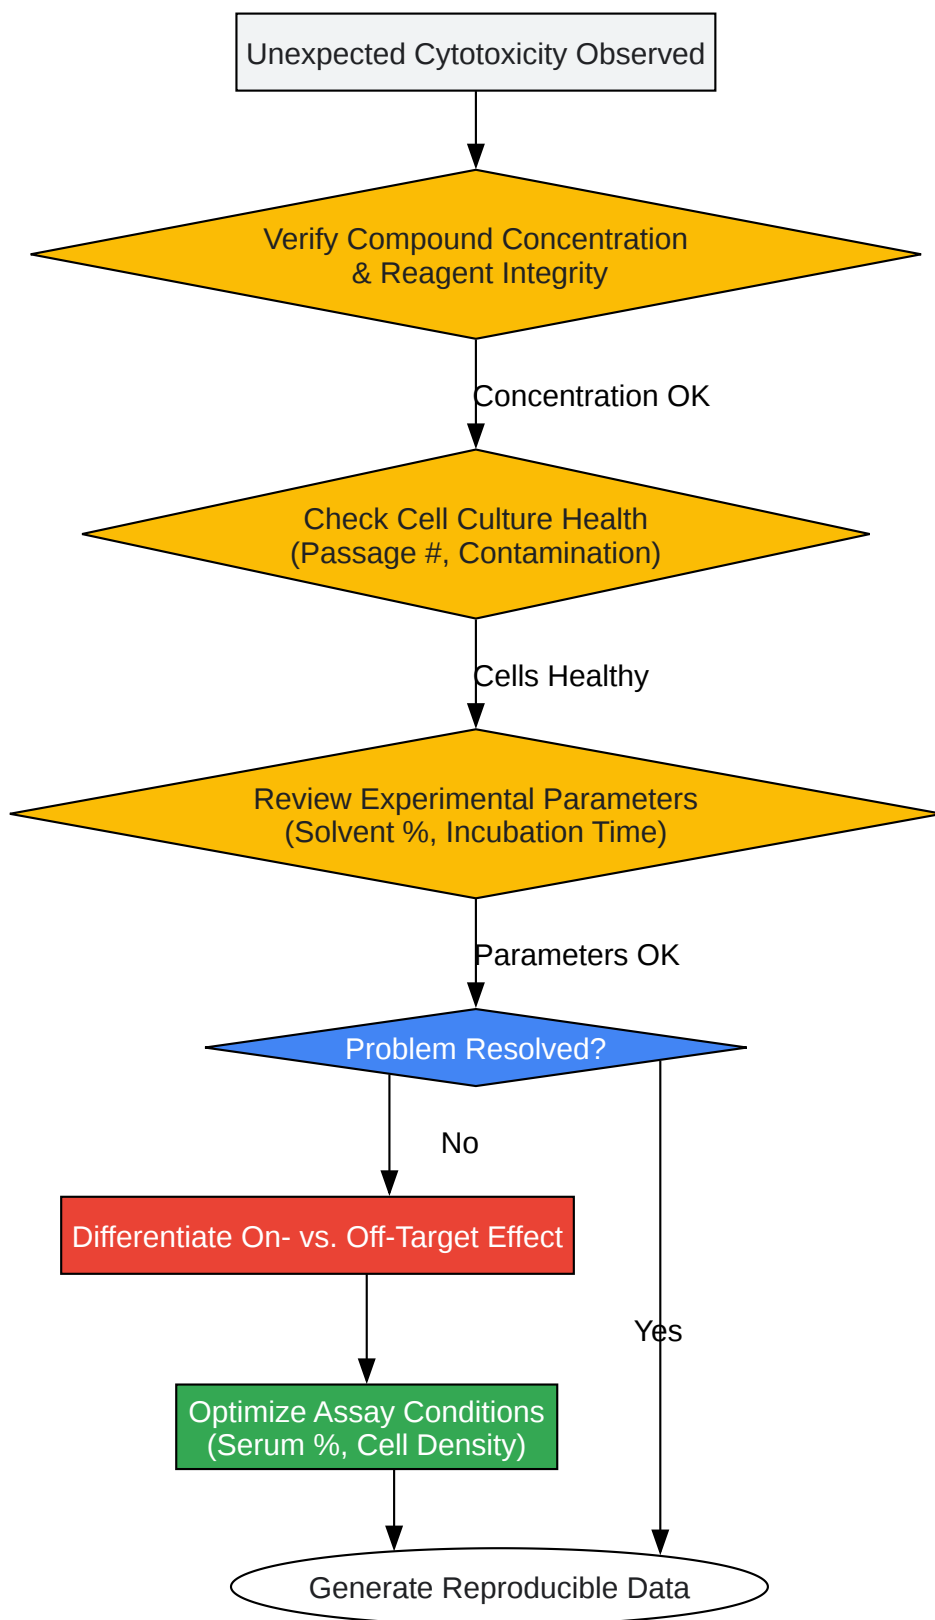 Unexpected Cytotoxicity Observed
Verify Compound Concentration
& Reagent Integrity
Concentration OK
Check Cell Culture Health
(Passage #, Contamination)
Cells Healthy
Review Experimental Parameters
(Solvent %, Incubation Time)
Parameters OK
Problem Resolved?
No
Differentiate On- vs. Off-Target Effect
Yes
Optimize Assay Conditions
(Serum %, Cell Density)
Generate Reproducible Data